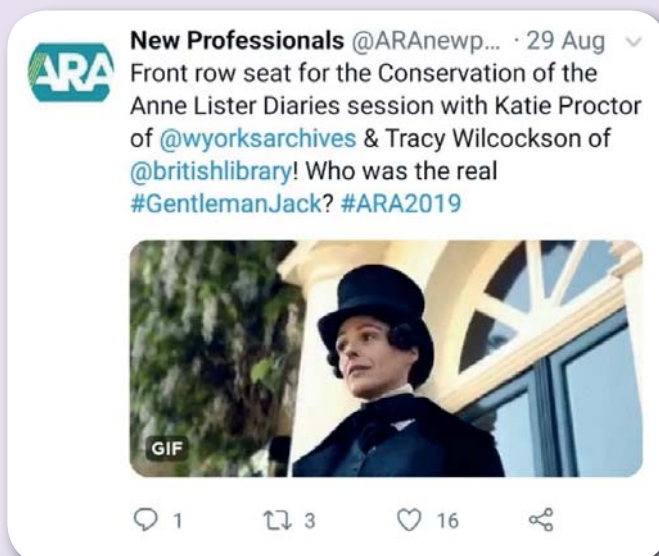 ARA
New Professionals @ARAnewp... · 29 Aug
Front row seat for the Conservation of the
Anne Lister Diaries session with Katie Proctor
of @wyorksarchives & Tracy Wilcockson of
@britishlibrary! Who was the real
#GentlemanJack? #ARA2019
GIF
1 3 16